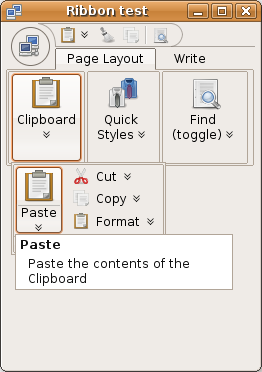 Ribbon test
Page Layout
Write
Clipboard
Quick
Styles
Find
(toggle)
Paste
Cut
Copy
Format
Paste
Paste the contents of the
Clipboard